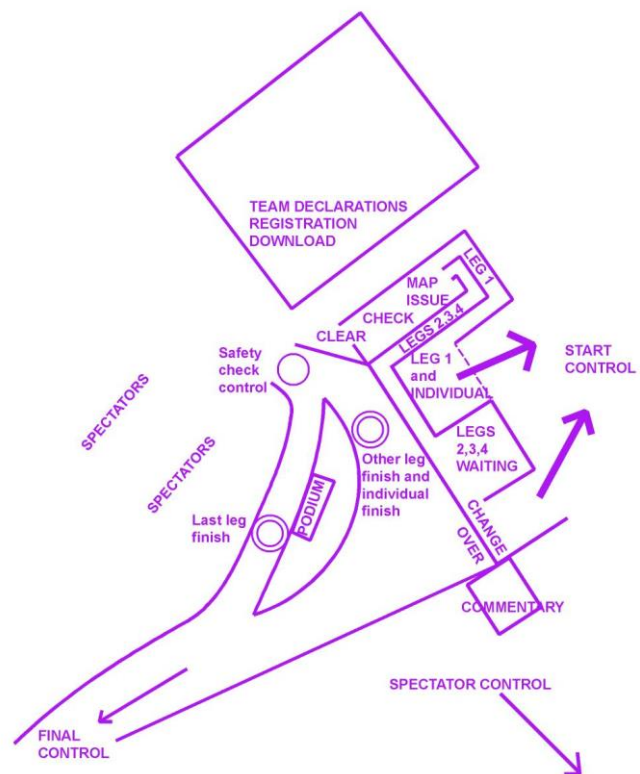 TEAM DECLARATIONS
REGISTRATION
DOWNLOAD
LEG 1
MAP
ISSUE
CHECK
LEGS 2,3,4
CLEAR
LEG 1
and
INDIVIDUAL
START
CONTROL
Safety
check
control
SPECTATORS
SPECTATORS
LEGS
2,3,4
WAITING
Other leg
finish and
individual
finish
PODIUM
Last leg
finish
CHANGE
OVER
COMMENTARY
SPECTATOR CONTROL
FINAL
CONTROL